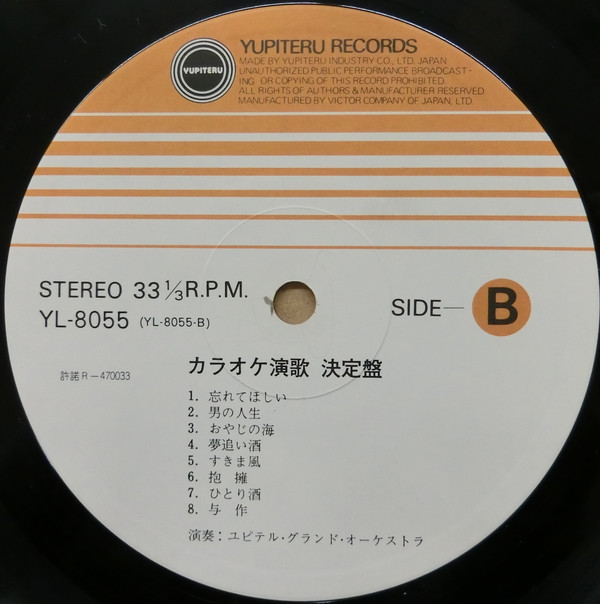 YUPITERU
YUPITERU RECORDS
MADE BY YUPITERU INDUSTRY CO., LTD. JAPAN
UNAUTHORIZED PUBLIC PERFORMANCE BROADCAST-
ING OR COPYING OF THIS RECORD PROHIBITED.
ALL RIGHTS OF AUTHORS & MANUFACTURER RESERVED
MANUFACTURED BY VICTOR COMPANY OF JAPAN, LTD.
STEREO 33 1/3 R.P.M.
YL-8055 (YL-8055-B)
SIDE—B
許諾R-470033
カラオケ演歌 決定盤
1. 忘れてほしい
2. 男の人生
3. おやじの海
4. 夢追い酒
5. すきま風
6. 抱擁
7. ひとり酒
8. 与作
演奏:ユピテル・グランド・オーケストラ